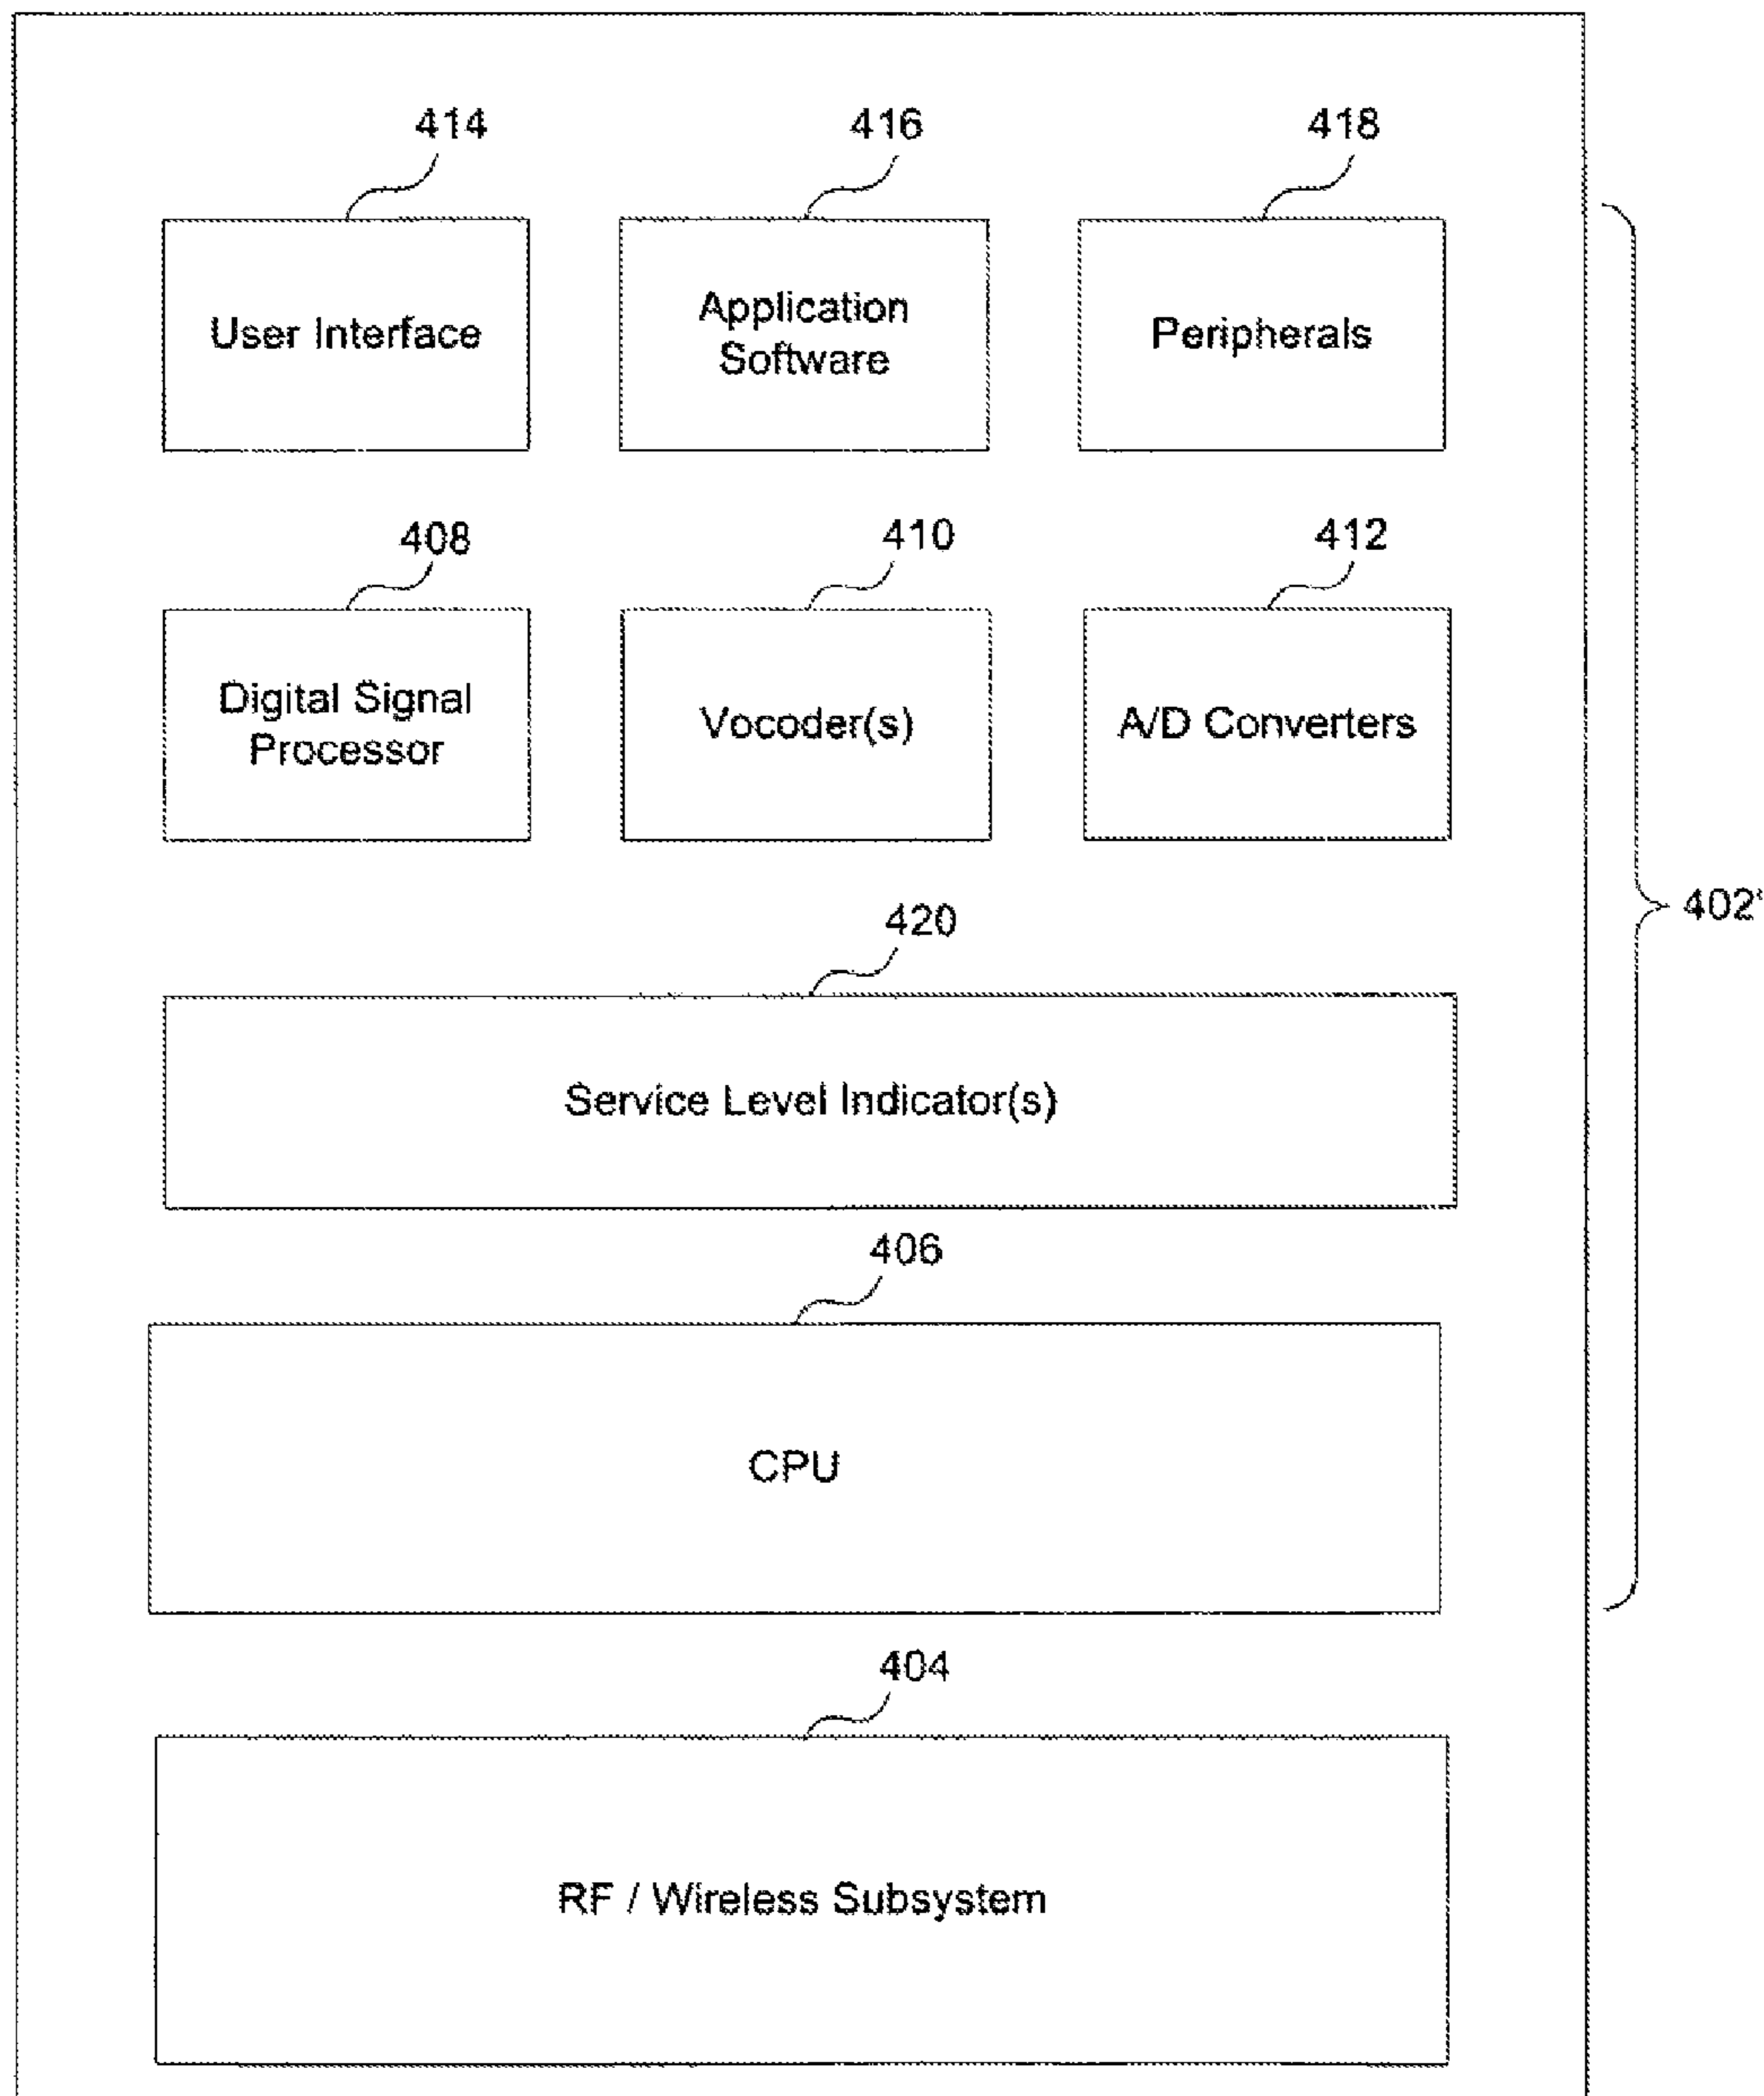 414
416
418
User Interface
Application
Software
Peripherals
408
410
412
Digital Signal
Processor
Vocoder(s)
A/D Converters
402'
420
Service Level Indicator(s)
406
CPU
404
RF / Wireless Subsystem